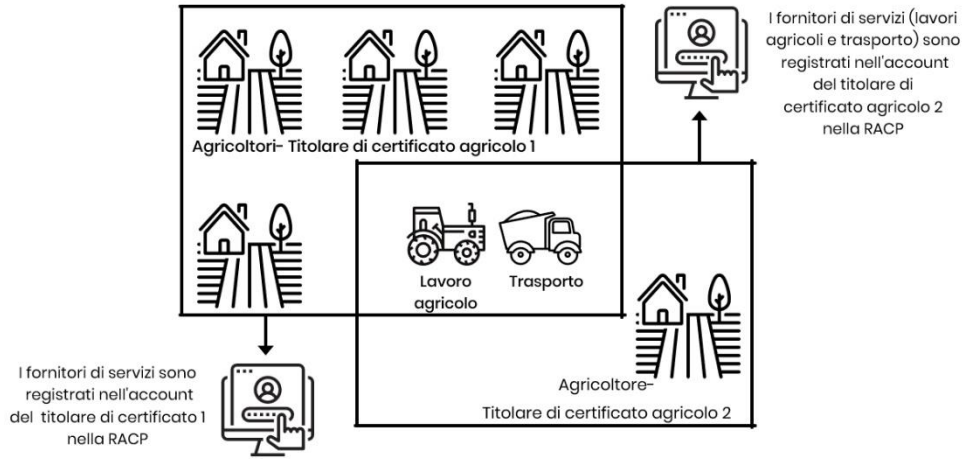 I fornitori di servizi (lavori
agricoli e trasporto) sono
registrati nell'account
del titolare di
certificato agricolo 2
nella RACP
Agricoltori- Titolare di certificato agricolo 1
Lavoro
agricolo
Trasporto
Agricoltore-
Titolare di certificato agricolo 2
I fornitori di servizi sono
registrati nell'account
del titolare di certificato 1
nella RACP